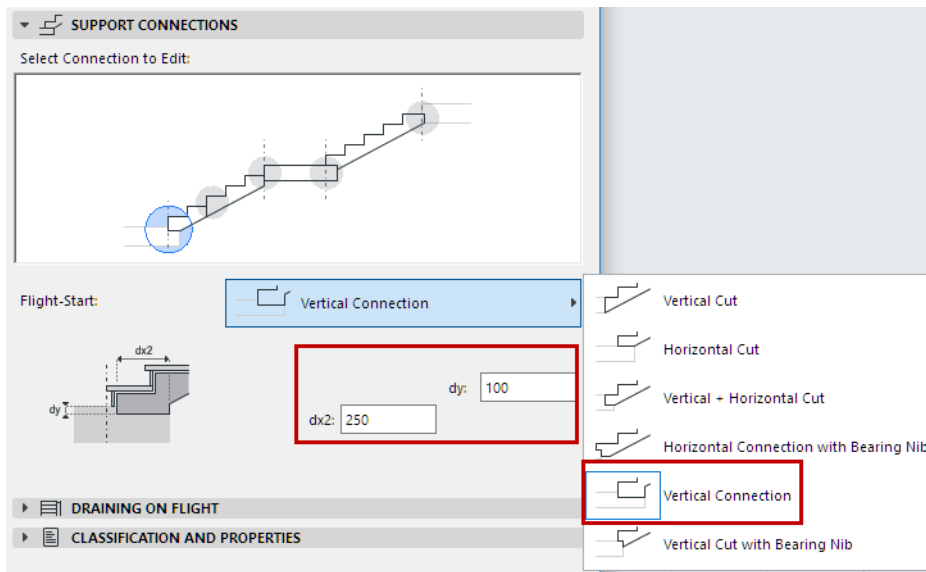 SUPPORT CONNECTIONS
Select Connection to Edit:
Flight-Start:
Vertical Connection
Vertical Cut
Horizontal Cut
Vertical + Horizontal Cut
Horizontal Connection with Bearing Nib
Vertical Connection
Vertical Cut with Bearing Nib
dx2
dy
dy: 100
dx2: 250
DRAINING ON FLIGHT
CLASSIFICATION AND PROPERTIES